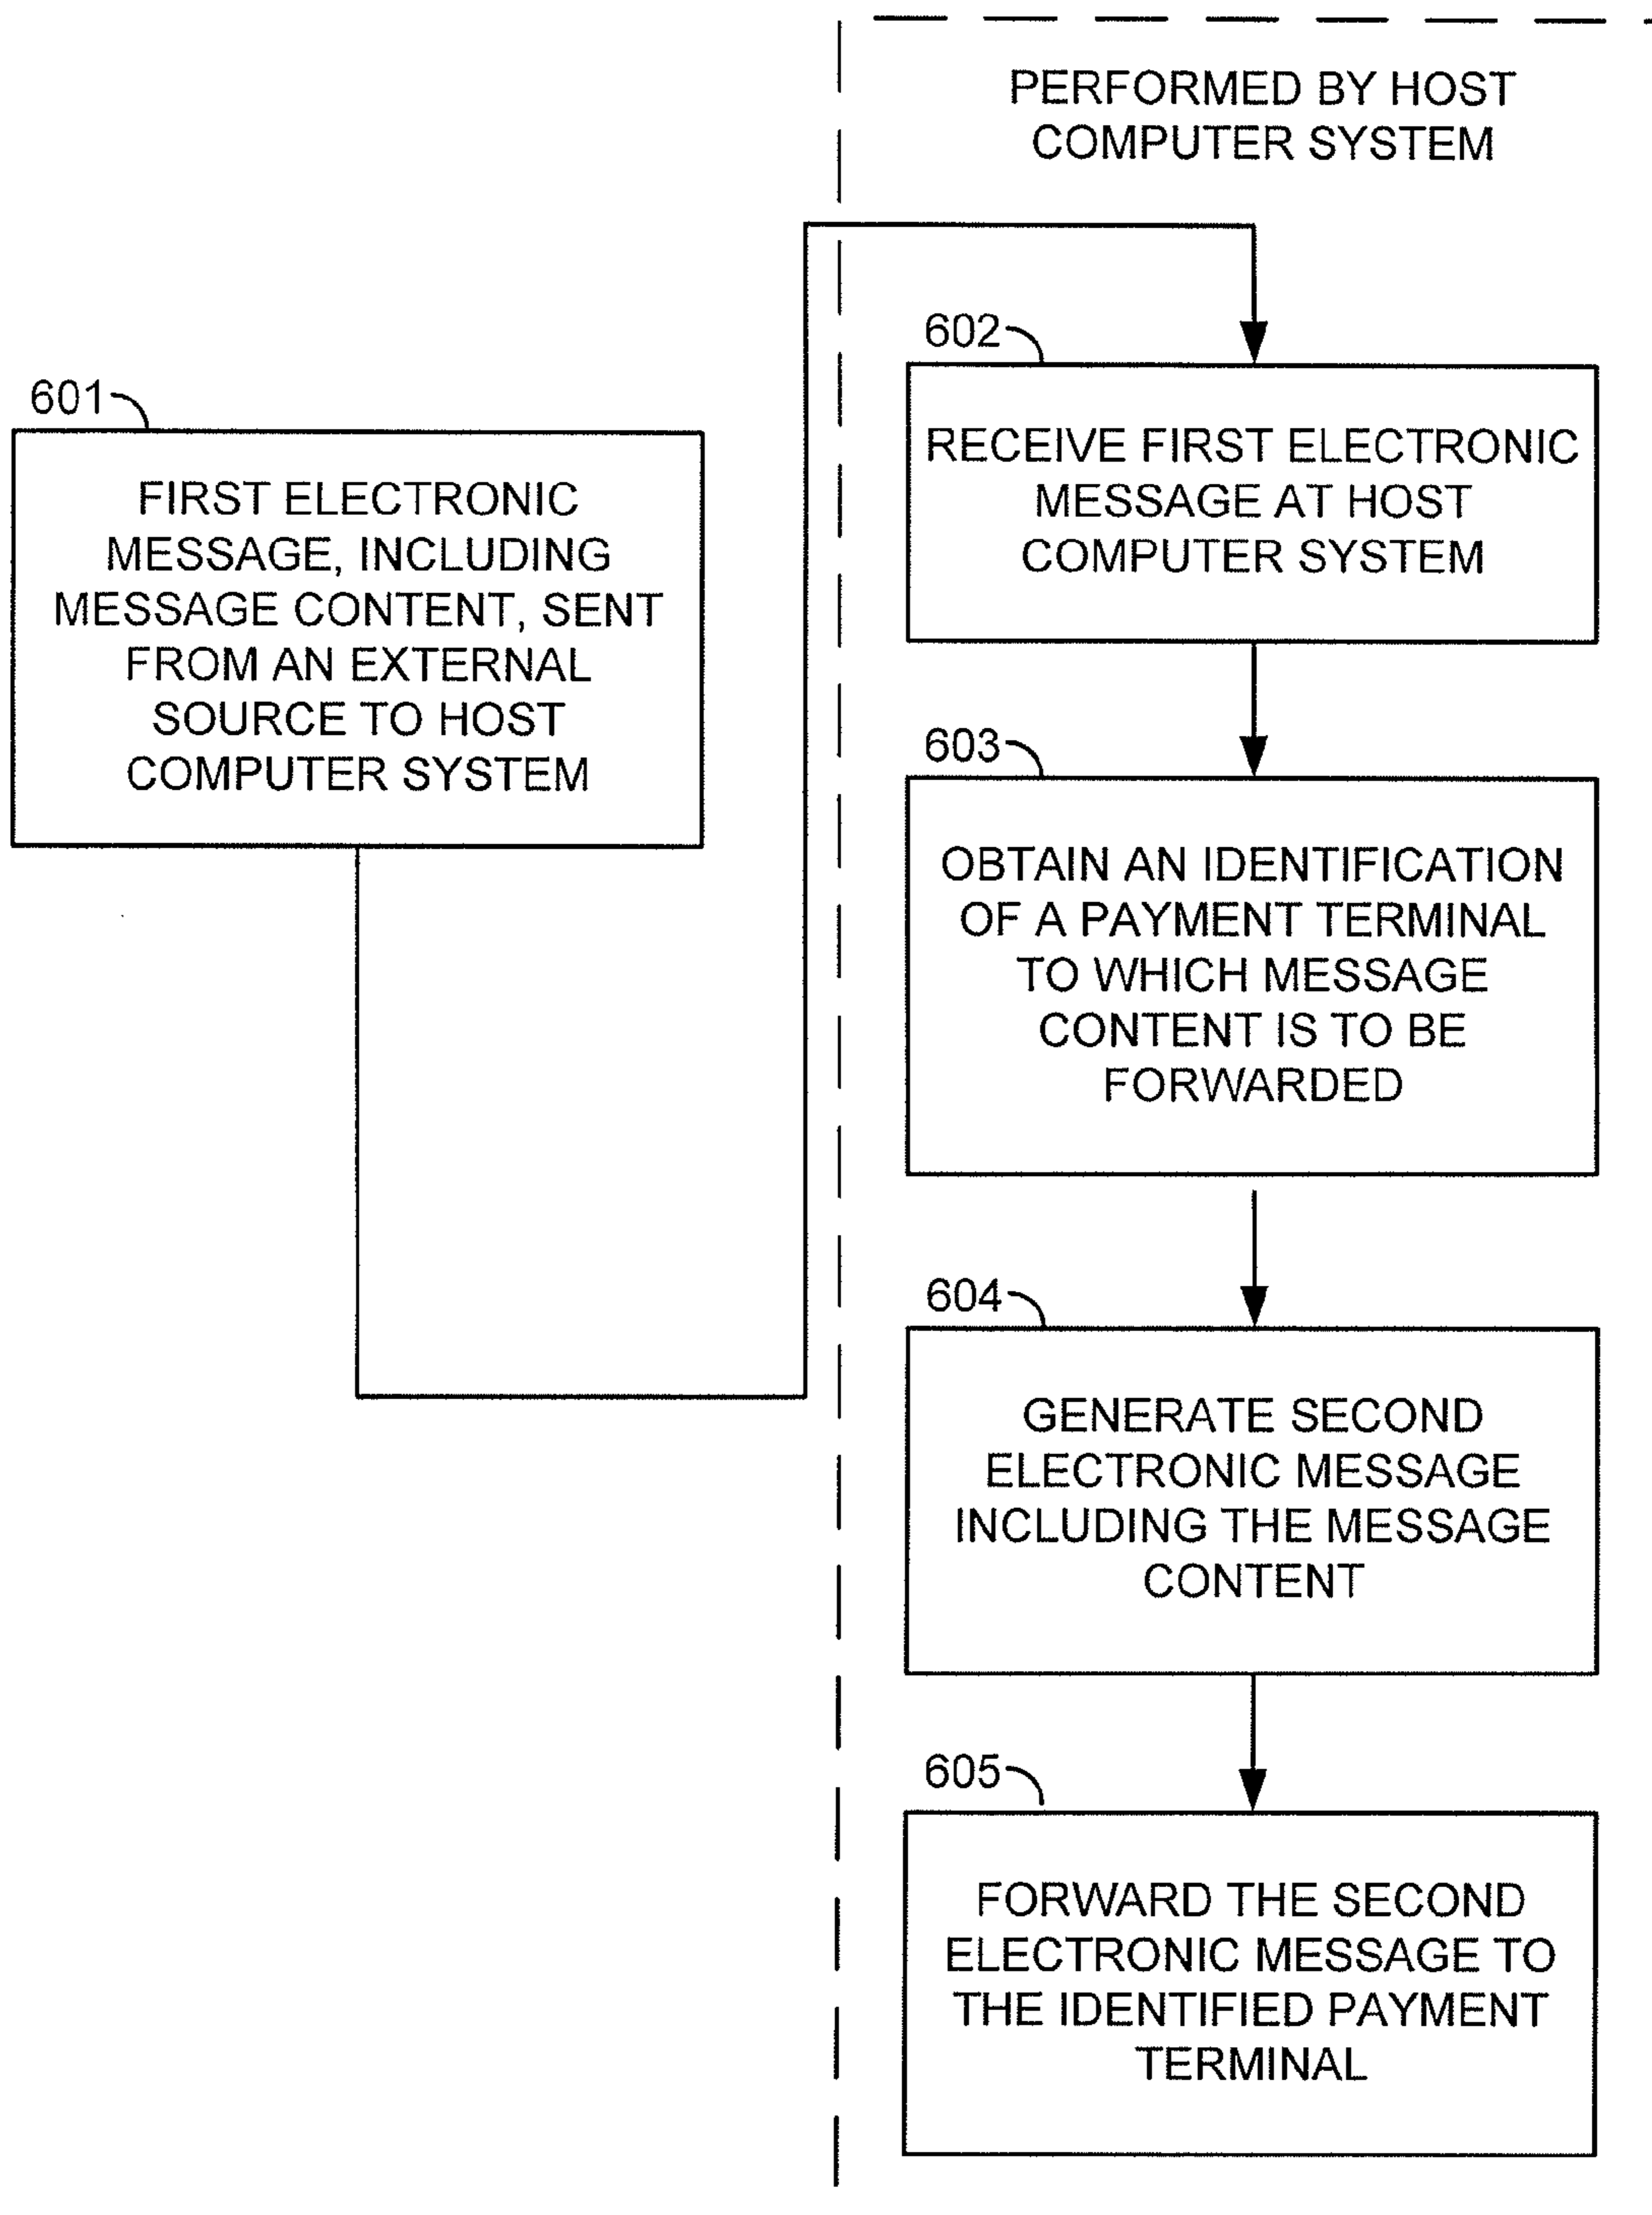 PERFORMED BY HOST
COMPUTER SYSTEM
601
FIRST ELECTRONIC
MESSAGE, INCLUDING
MESSAGE CONTENT, SENT
FROM AN EXTERNAL
SOURCE TO HOST
COMPUTER SYSTEM
602
RECEIVE FIRST ELECTRONIC
MESSAGE AT HOST
COMPUTER SYSTEM
603
OBTAIN AN IDENTIFICATION
OF A PAYMENT TERMINAL
TO WHICH MESSAGE
CONTENT IS TO BE
FORWARDED
604
GENERATE SECOND
ELECTRONIC MESSAGE
INCLUDING THE MESSAGE
CONTENT
605
FORWARD THE SECOND
ELECTRONIC MESSAGE TO
THE IDENTIFIED PAYMENT
TERMINAL